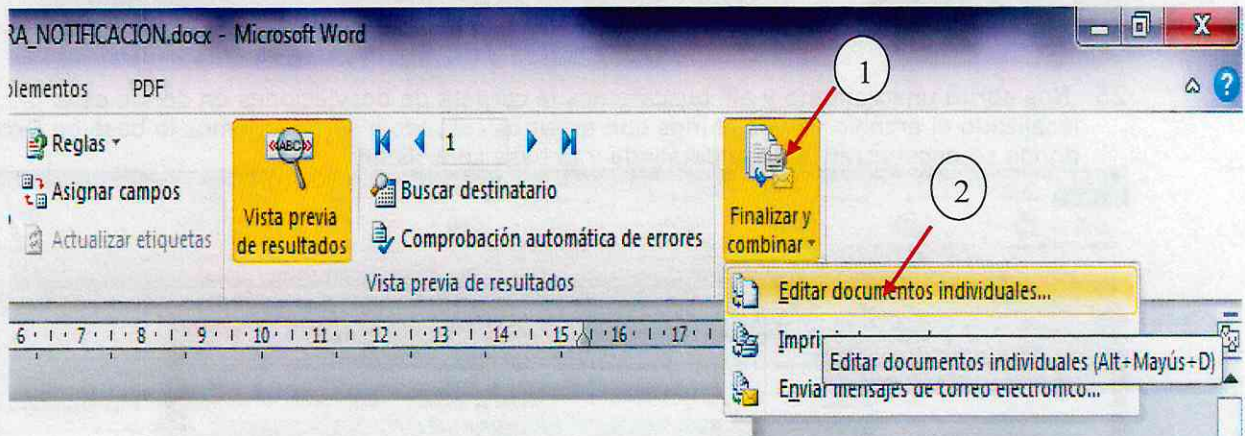 RA_NOTIFICACION.docx - Microsoft Word
plementos PDF
1
Reglas
Asignar campos
Actualizar etiquetas
ABC
Vista previa
de resultados
1
Buscar destinatario
Comprobación automática de errores
Vista previa de resultados
Finalizar y
combinar
2
Editar documentos individuales...
Editar documentos individuales (Alt+Mayús+D)
Enviar mensajes de correo electrónico...
6 · 7 · 8 · 9 · 10 · 11 · 12 · 13 · 14 · 15 · 16 · 17